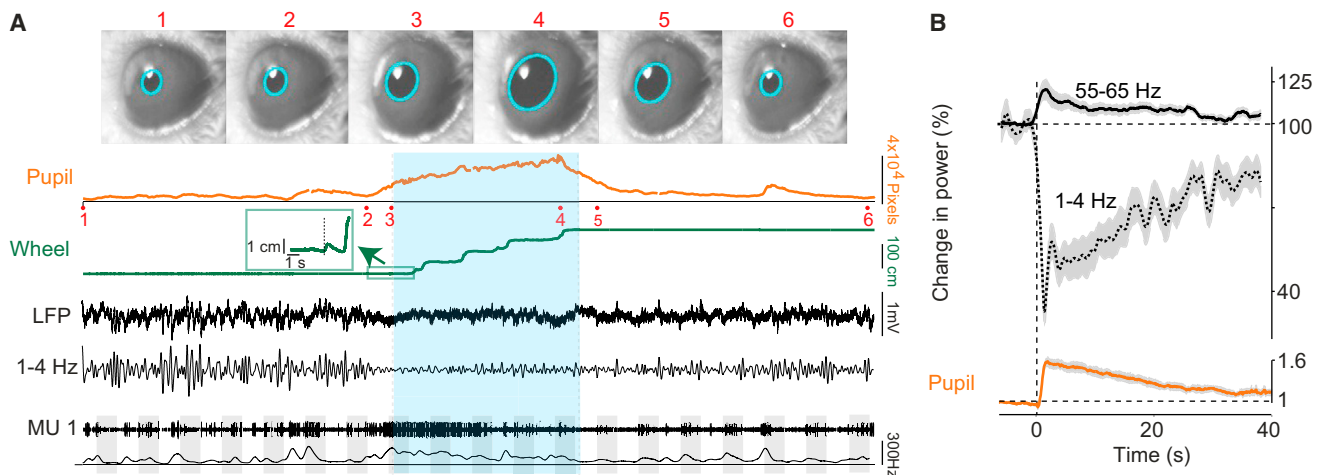 A
1 2 3 4 5 6
Pupil
4x10⁴ Pixels
1 2 3 4 5 6
Wheel
1 cm
1 s
100 cm
LFP
1mV
1-4 Hz
MU 1
300Hz
B
Change in power (%)
125
100
40
55-65 Hz
1-4 Hz
Pupil
1.6
1
0 20 40
Time (s)